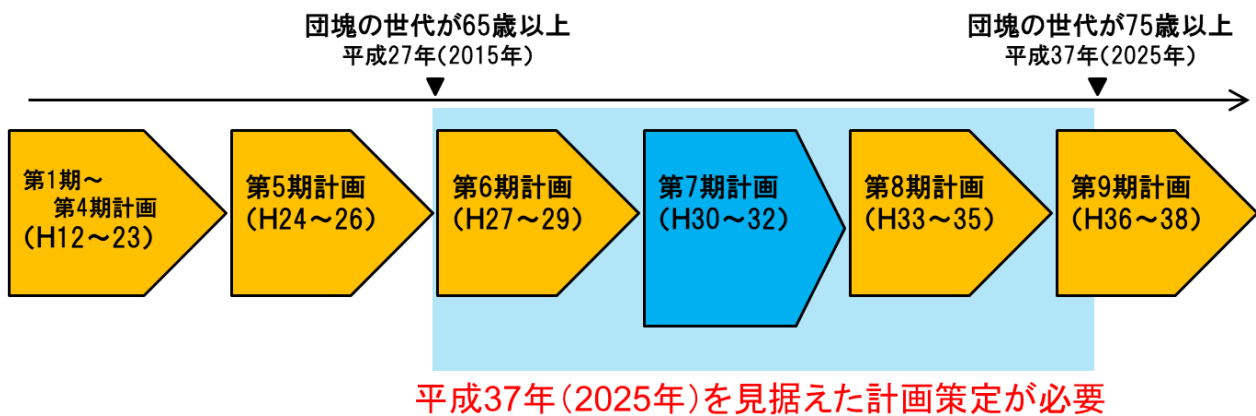 団塊の世代が65歳以上
平成27年(2015年)
団塊の世代が75歳以上
平成37年(2025年)
第1期～
第4期計画
(H12～23)
第5期計画
(H24～26)
第6期計画
(H27～29)
第7期計画
(H30～32)
第8期計画
(H33～35)
第9期計画
(H36～38)
平成37年(2025年)を見据えた計画策定が必要